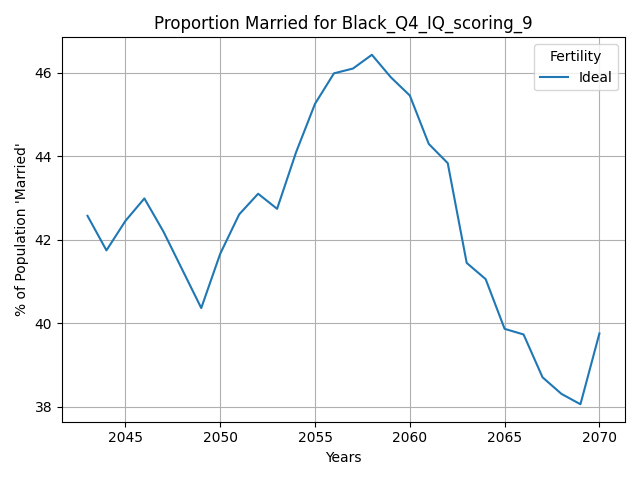 Proportion Married for Black_Q4_IQ_scoring_9
Fertility
Ideal
% of Population 'Married'
46
44
42
40
38
2045 2050 2055 2060 2065 2070
Years